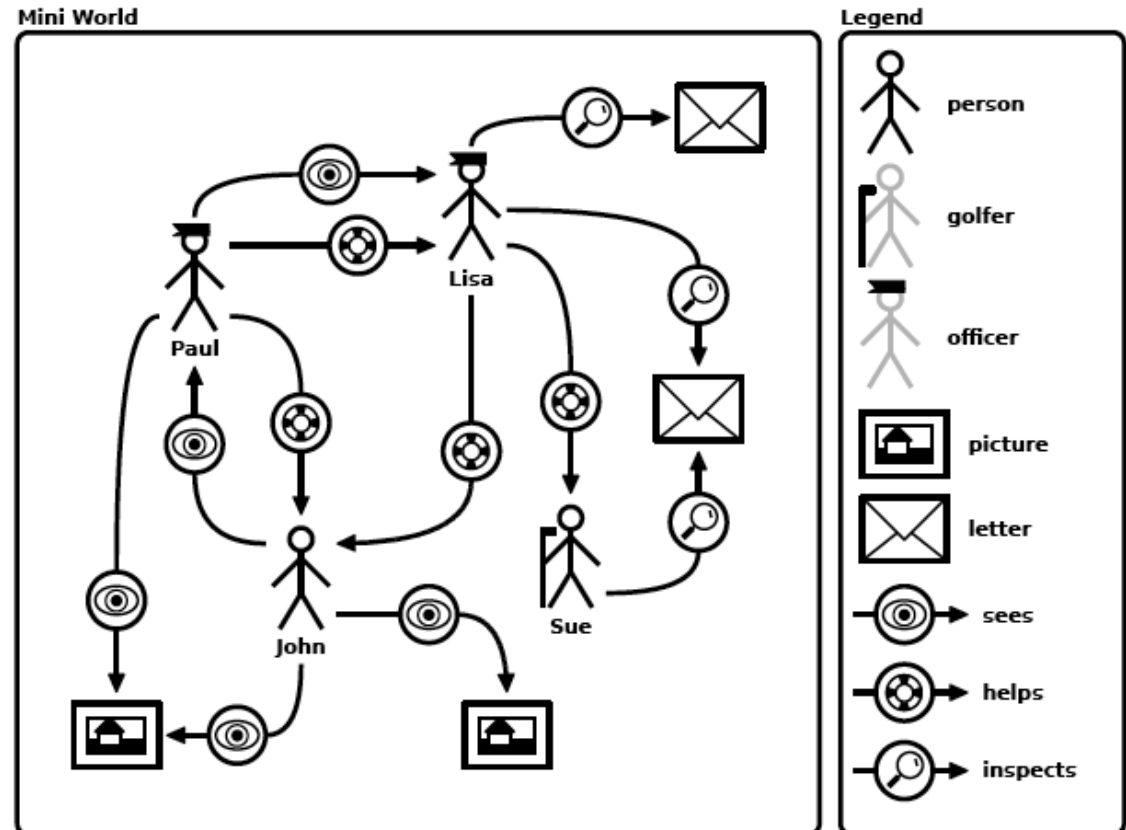 Mini World
Lisa
Paul
John
Sue
Legend
person
golfer
officer
picture
letter
sees
helps
inspects